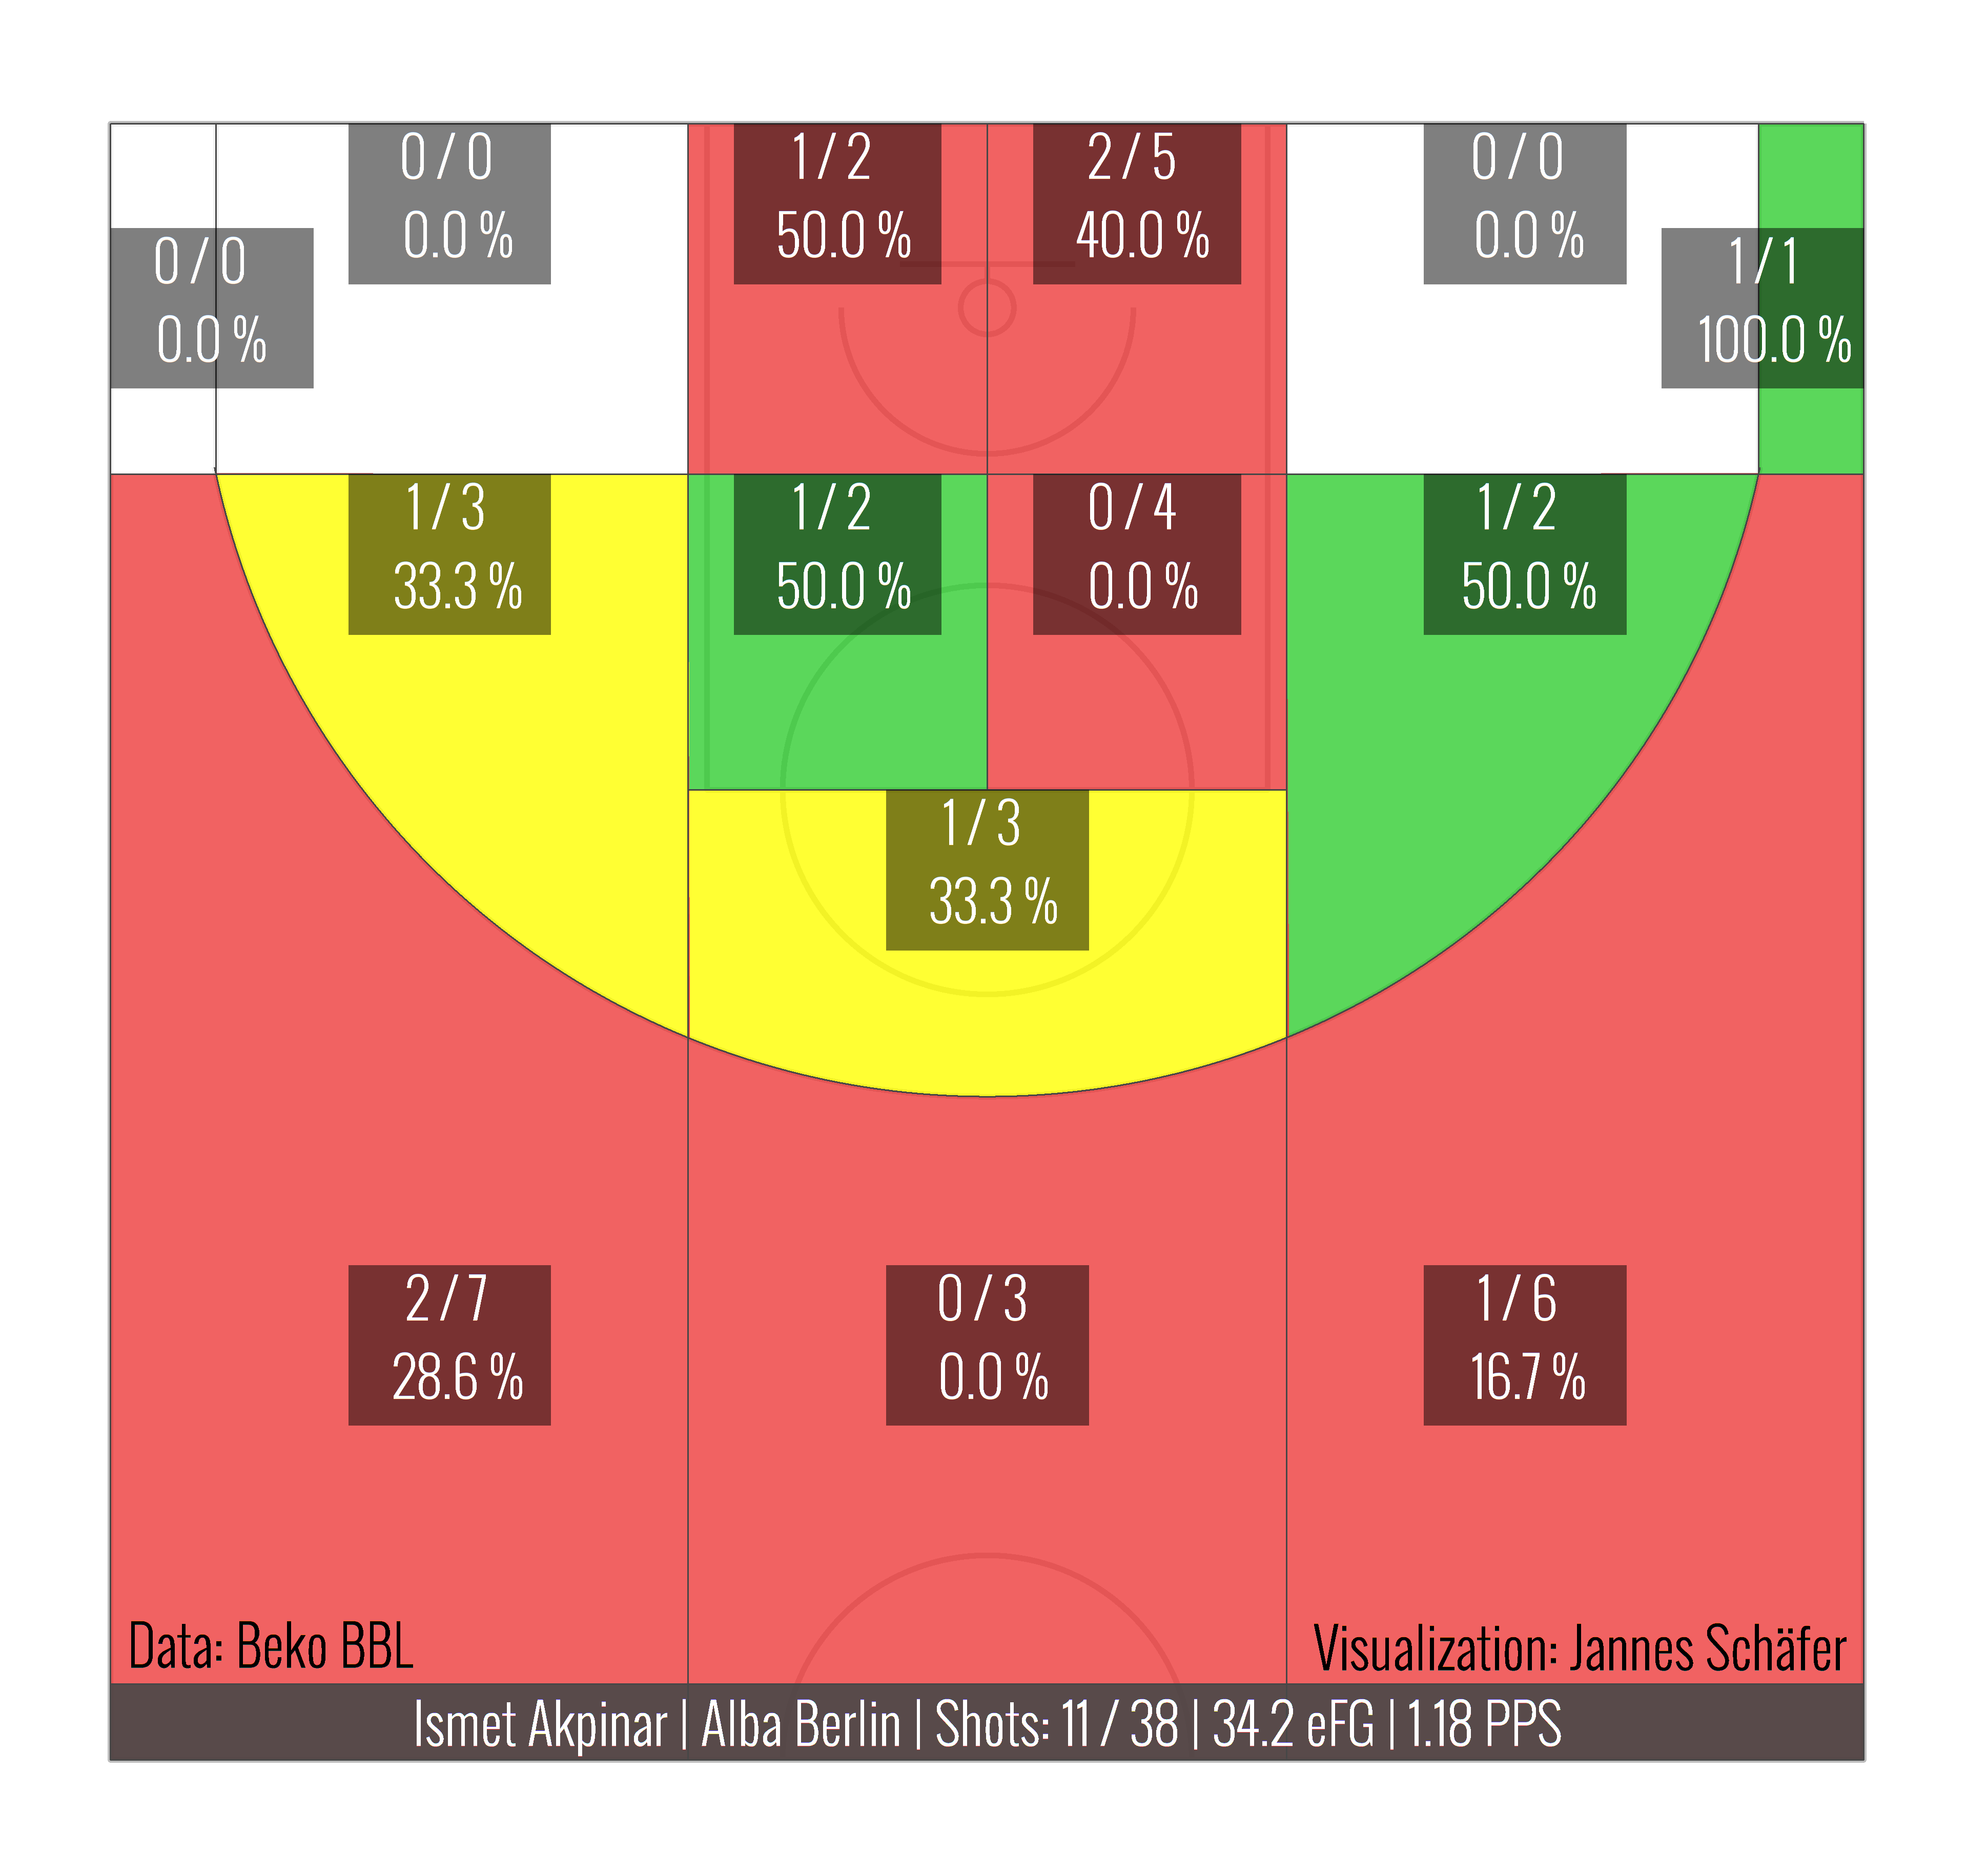 0 / 0
0.0 %
1 / 2
50.0 %
2 / 5
40.0 %
0 / 0
0.0 %
0 / 0
0.0 %
1 / 1
100.0 %
1 / 3
33.3 %
1 / 2
50.0 %
0 / 4
0.0 %
1 / 2
50.0 %
1 / 3
33.3 %
2 / 7
28.6 %
0 / 3
0.0 %
1 / 6
16.7 %
Data: Beko BBL
Visualization: Jannes Schäfer
Ismet Akpinar | Alba Berlin | Shots: 11 / 38 | 34.2 eFG | 1.18 PPS